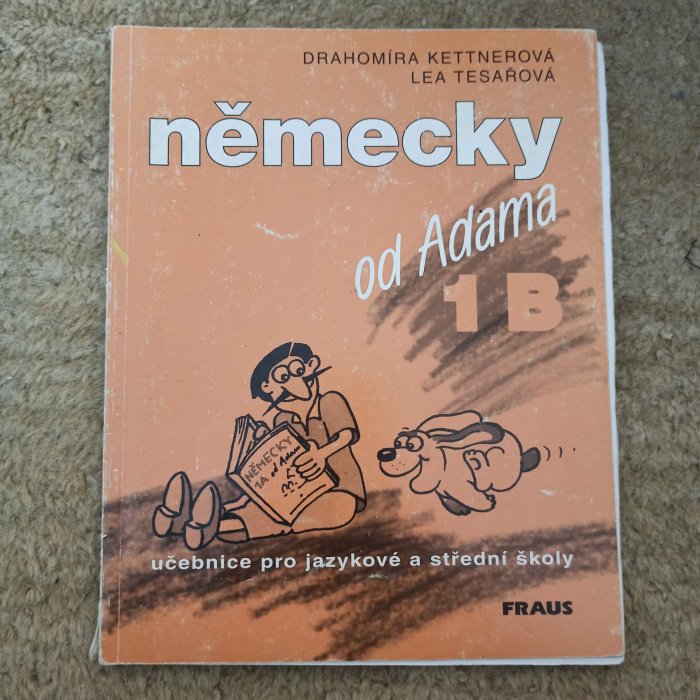 DRAHOMÍRA KETTNEROVÁ
LEA TESAŘOVÁ
německy
od Adama
1 B
NĚMECKY
1A od Adama
učebnice pro jazykové a střední školy
FRAUS